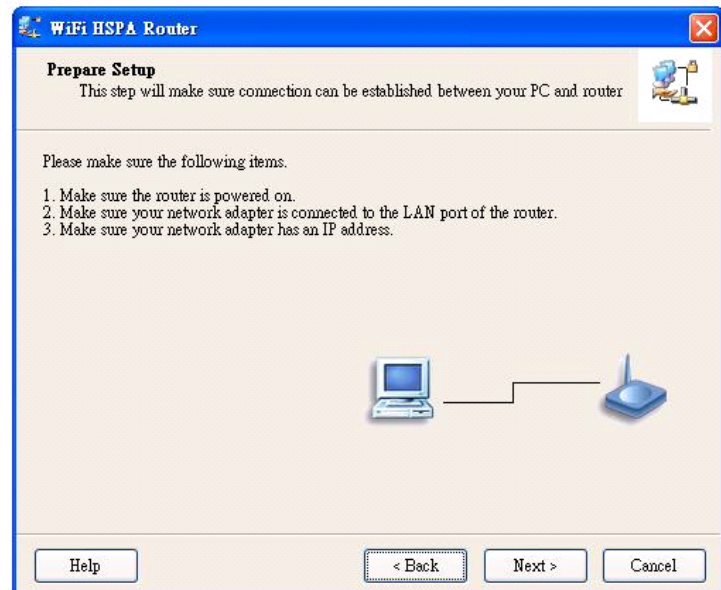 WiFi HSPA Router
Prepare Setup
This step will make sure connection can be established between your PC and router
Please make sure the following items.
1. Make sure the router is powered on.
2. Make sure your network adapter is connected to the LAN port of the router.
3. Make sure your network adapter has an IP address.
Help
< Back
Next >
Cancel